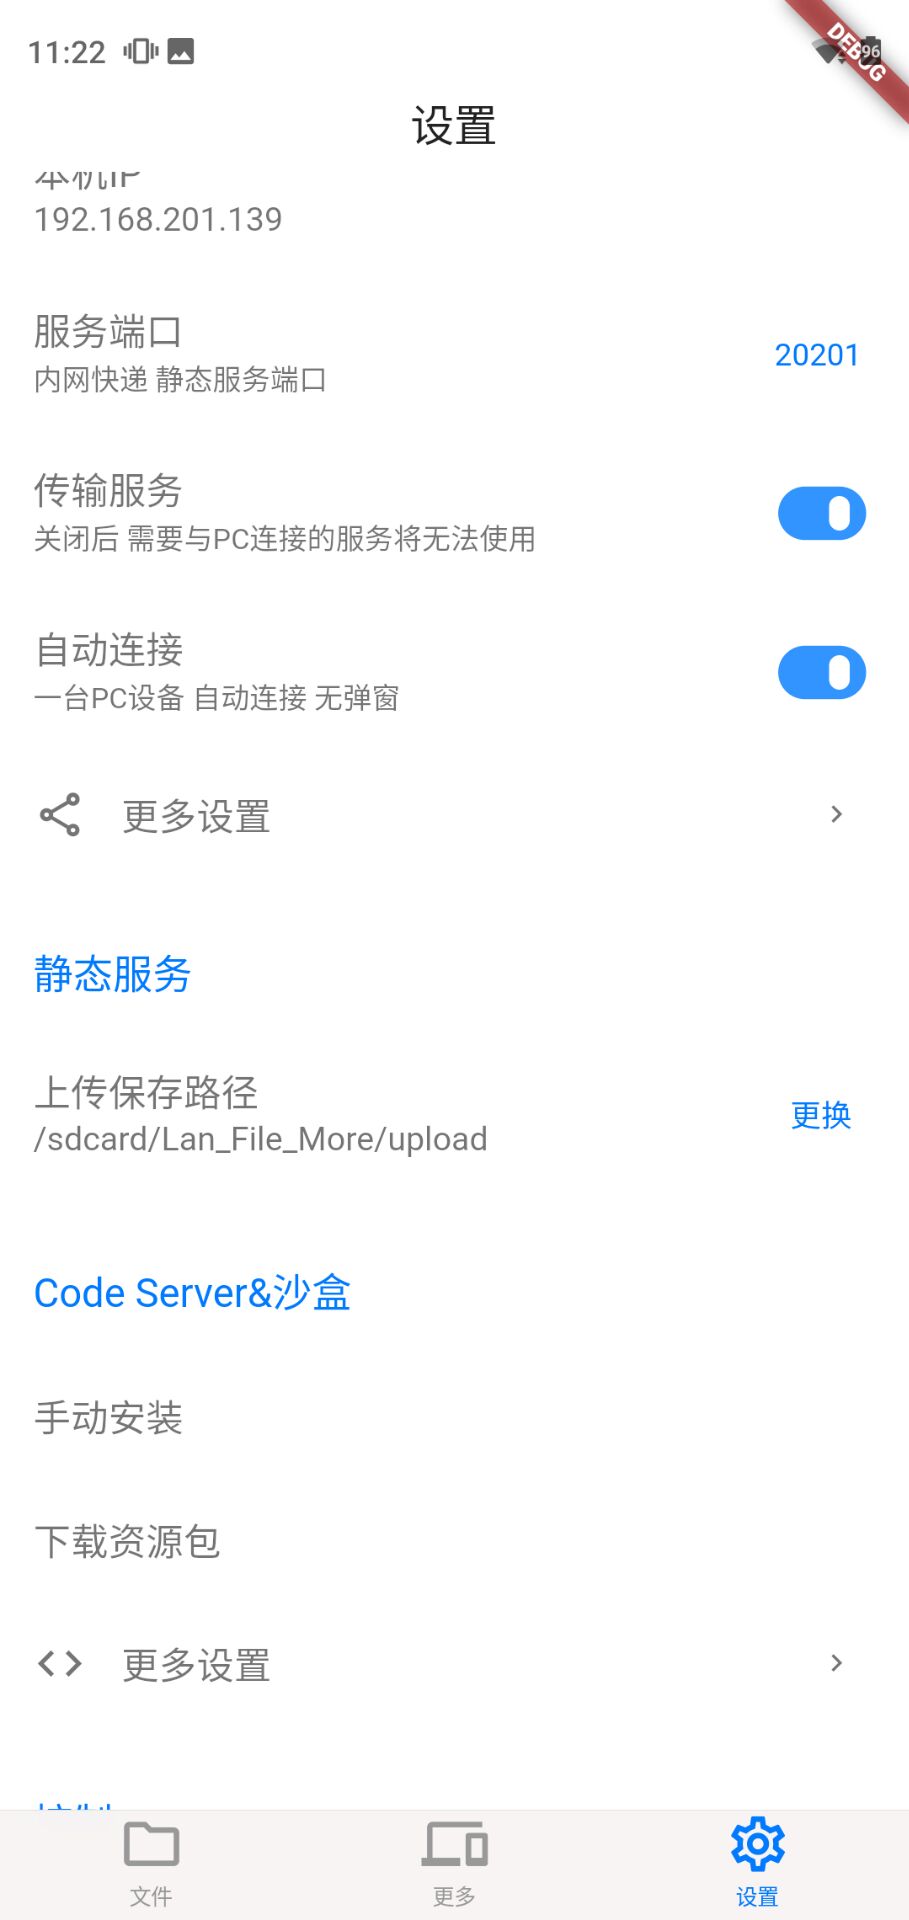 11:22
96
DEBUG
设置
本机IP
192.168.201.139
服务端口
内网快递 静态服务端口
20201
传输服务
关闭后 需要与PC连接的服务将无法使用
自动连接
一台PC设备 自动连接 无弹窗
更多设置
静态服务
上传保存路径
/sdcard/Lan_File_More/upload
更换
Code Server&沙盒
手动安装
下载资源包
更多设置
文件
更多
设置